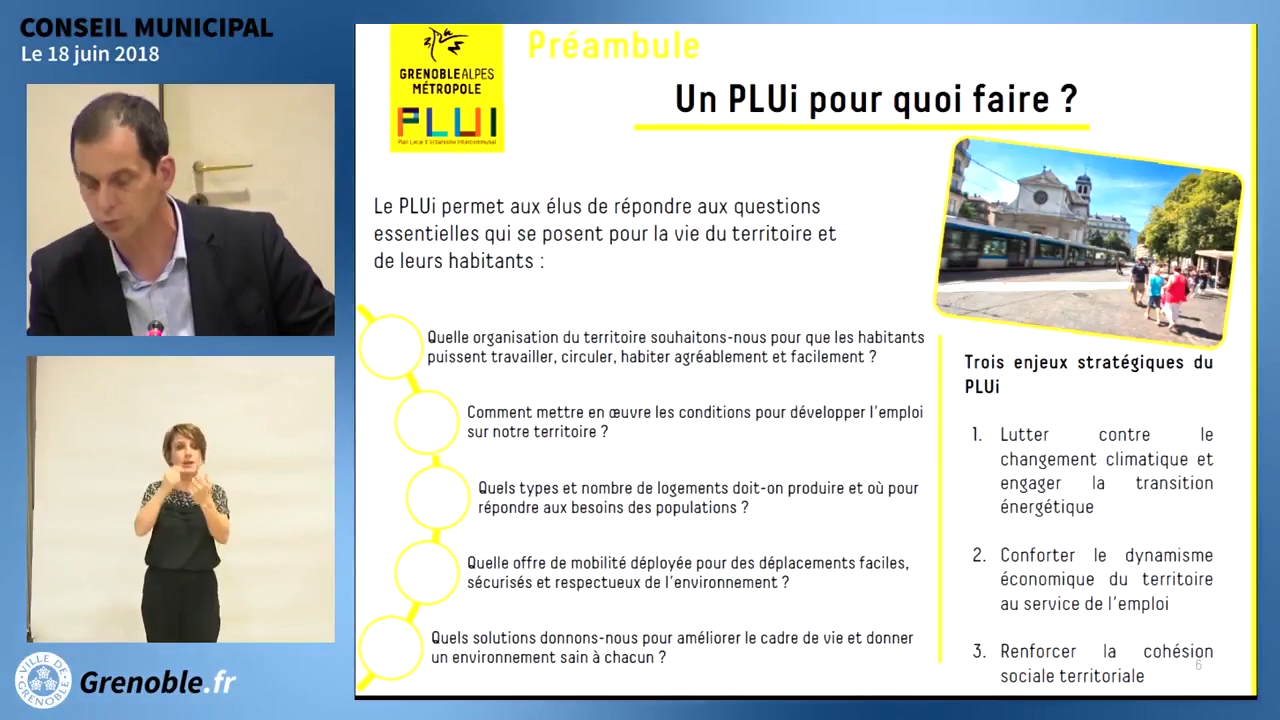 CONSEIL MUNICIPAL
Le 18 juin 2018
GRENOBLEALPES
MÉTROPOLE
PLUI
Plan Local d'Urbanisme Intercommunal
Préambule
Un PLUi pour quoi faire ?
Le PLUi permet aux élus de répondre aux questions
essentielles qui se posent pour la vie du territoire et
de leurs habitants :
Quelle organisation du territoire souhaitons-nous pour que les habitants
puissent travailler, circuler, habiter agréablement et facilement ?
Comment mettre en œuvre les conditions pour développer l'emploi
sur notre territoire ?
Quels types et nombre de logements doit-on produire et où pour
répondre aux besoins des populations ?
Quelle offre de mobilité déployée pour des déplacements faciles,
sécurisés et respectueux de l'environnement ?
Quels solutions donnons-nous pour améliorer le cadre de vie et donner
un environnement sain à chacun ?
Trois enjeux stratégiques du
PLUi
1. Lutter contre le
changement climatique et
engager la transition
énergétique
2. Conforter le dynamisme
économique du territoire
au service de l'emploi
3. Renforcer la cohésion
sociale territoriale
6
VILLE DE
GRENOBLE
Grenoble.fr